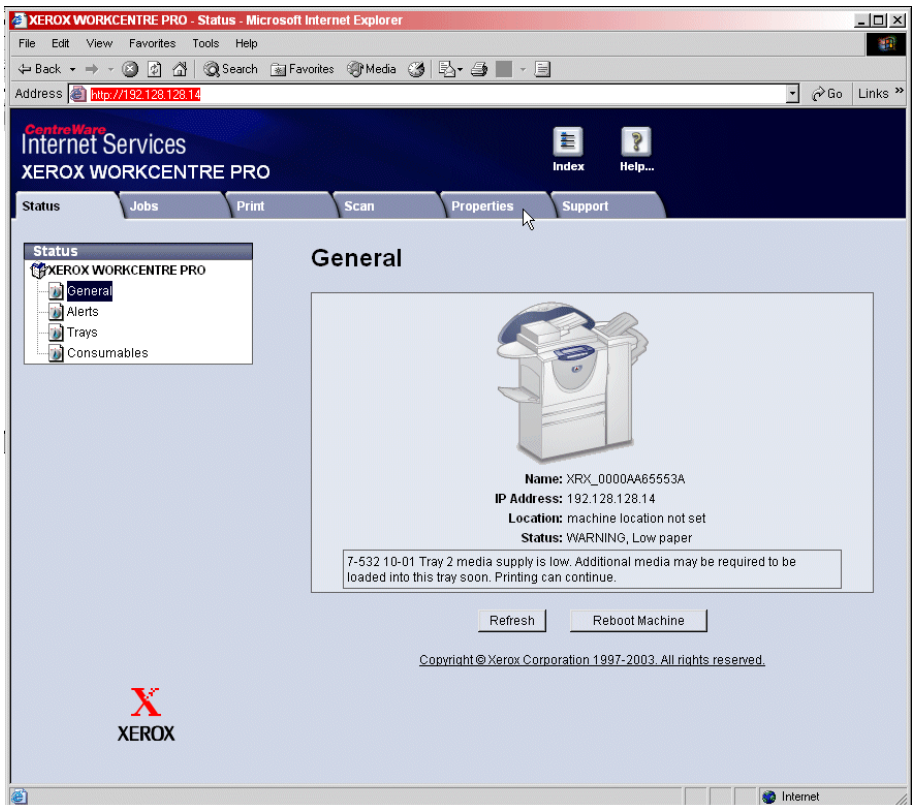 XEROX WORKCENTRE PRO - Status - Microsoft Internet Explorer
File Edit View Favorites Tools Help
Back Search Favorites Media
Address http://192.128.128.14 Go Links »
CentreWare
Internet Services
XEROX WORKCENTRE PRO
Index Help...
Status Jobs Print Scan Properties Support
Status
XEROX WORKCENTRE PRO
General
Alerts
Trays
Consumables
General
Name: XRX_0000AA65553A
IP Address: 192.128.128.14
Location: machine location not set
Status: WARNING, Low paper
7-532 10-01 Tray 2 media supply is low. Additional media may be required to be
loaded into this tray soon. Printing can continue.
Refresh Reboot Machine
Copyright © Xerox Corporation 1997-2003. All rights reserved.
X
XEROX
Internet